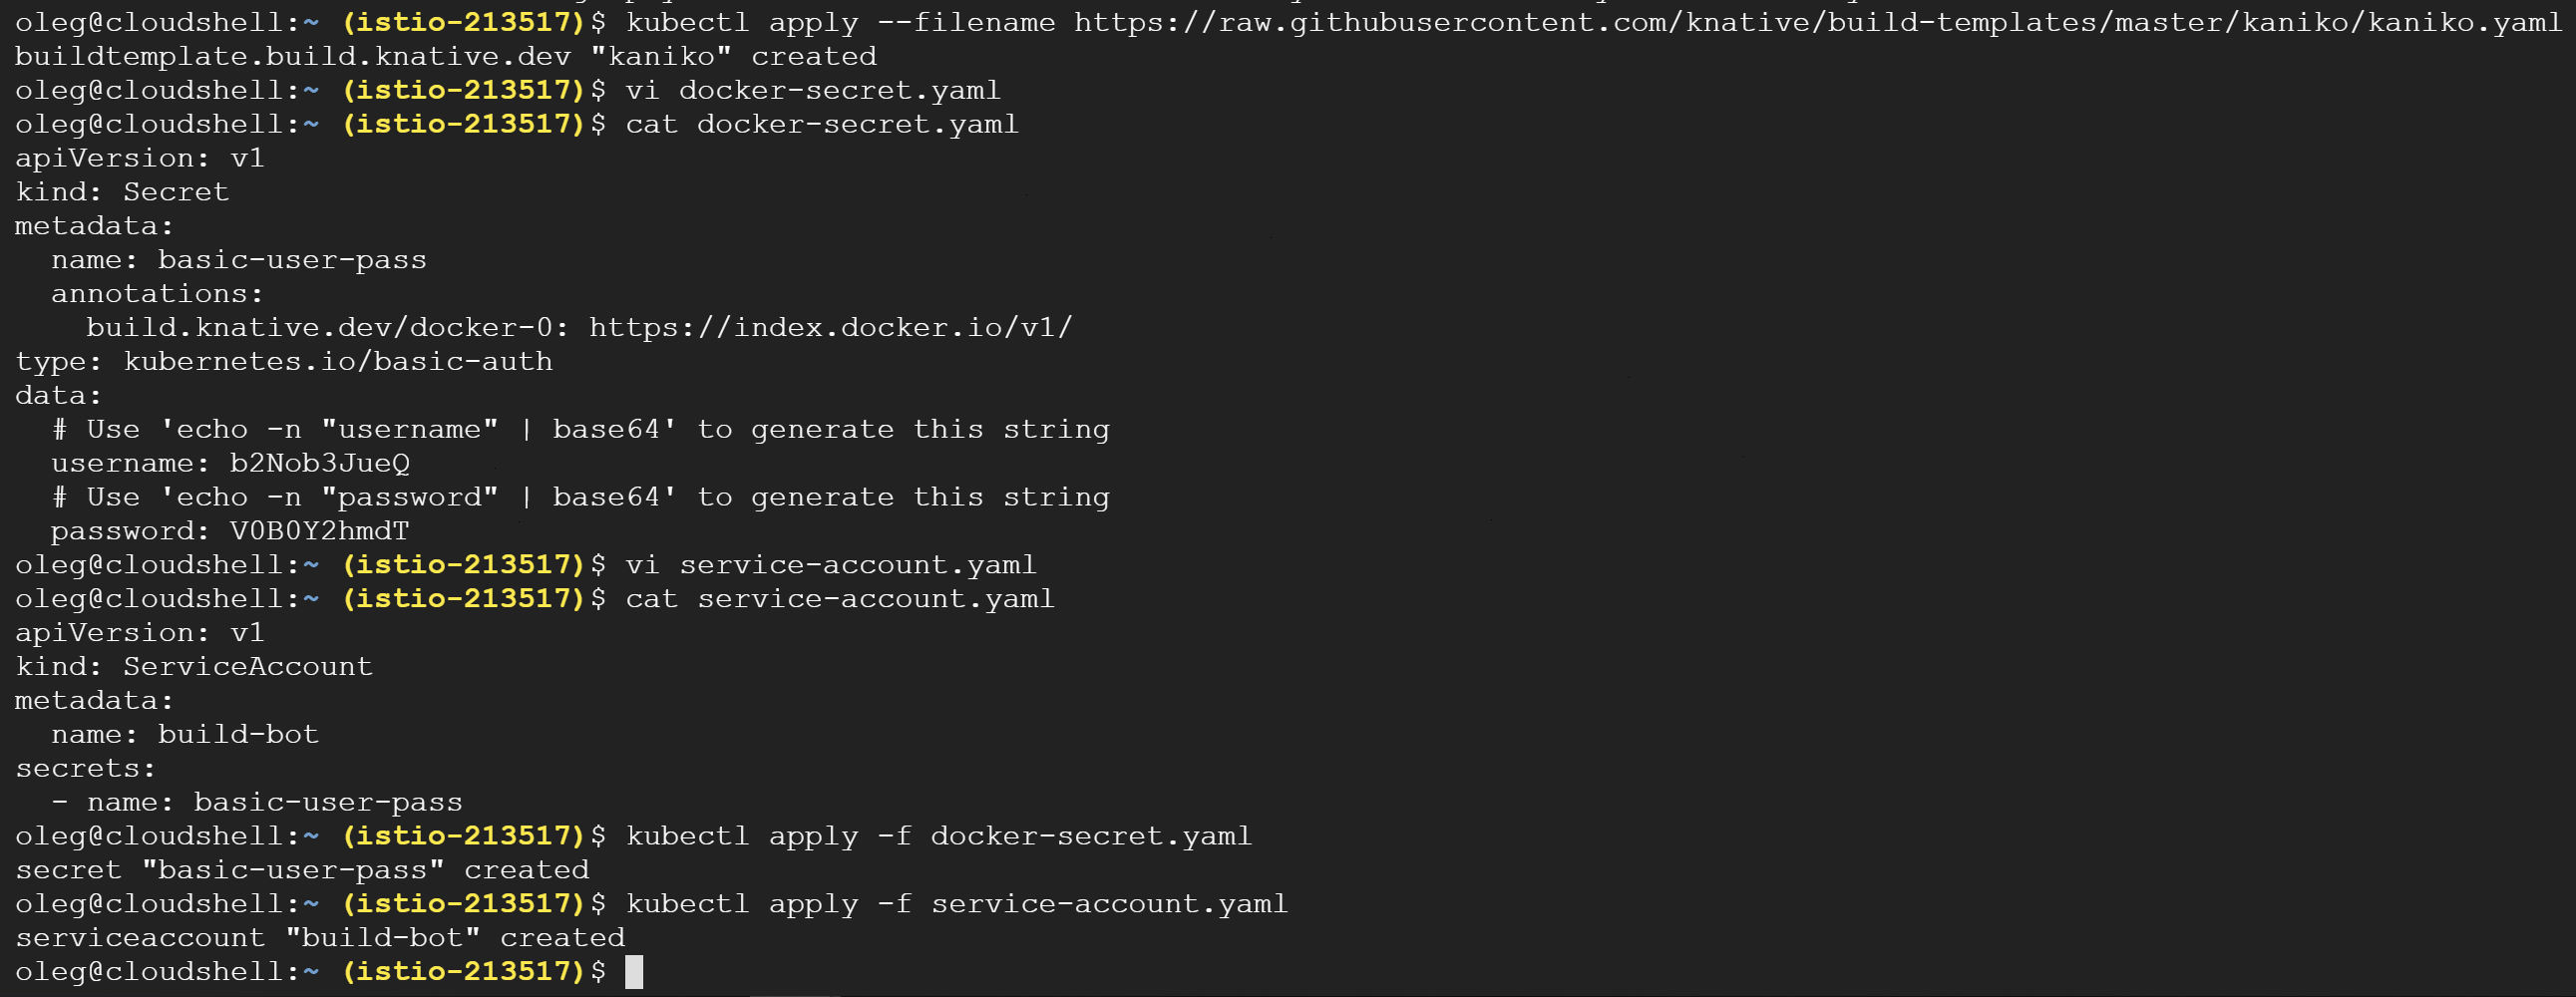 oleg@cloudshell:~ (istio-213517)$ kubectl apply --filename https://raw.githubusercontent.com/knative/build-templates/master/kaniko/kaniko.yaml
buildtemplate.build.knative.dev "kaniko" created
oleg@cloudshell:~ (istio-213517)$ vi docker-secret.yaml
oleg@cloudshell:~ (istio-213517)$ cat docker-secret.yaml
apiVersion: v1
kind: Secret
metadata:
  name: basic-user-pass
  annotations:
    build.knative.dev/docker-0: https://index.docker.io/v1/
type: kubernetes.io/basic-auth
data:
  # Use 'echo -n "username" | base64' to generate this string
  username: b2Nob3JueQ
  # Use 'echo -n "password" | base64' to generate this string
  password: V0B0Y2hmdT
oleg@cloudshell:~ (istio-213517)$ vi service-account.yaml
oleg@cloudshell:~ (istio-213517)$ cat service-account.yaml
apiVersion: v1
kind: ServiceAccount
metadata:
  name: build-bot
secrets:
  - name: basic-user-pass
oleg@cloudshell:~ (istio-213517)$ kubectl apply -f docker-secret.yaml
secret "basic-user-pass" created
oleg@cloudshell:~ (istio-213517)$ kubectl apply -f service-account.yaml
serviceaccount "build-bot" created
oleg@cloudshell:~ (istio-213517)$